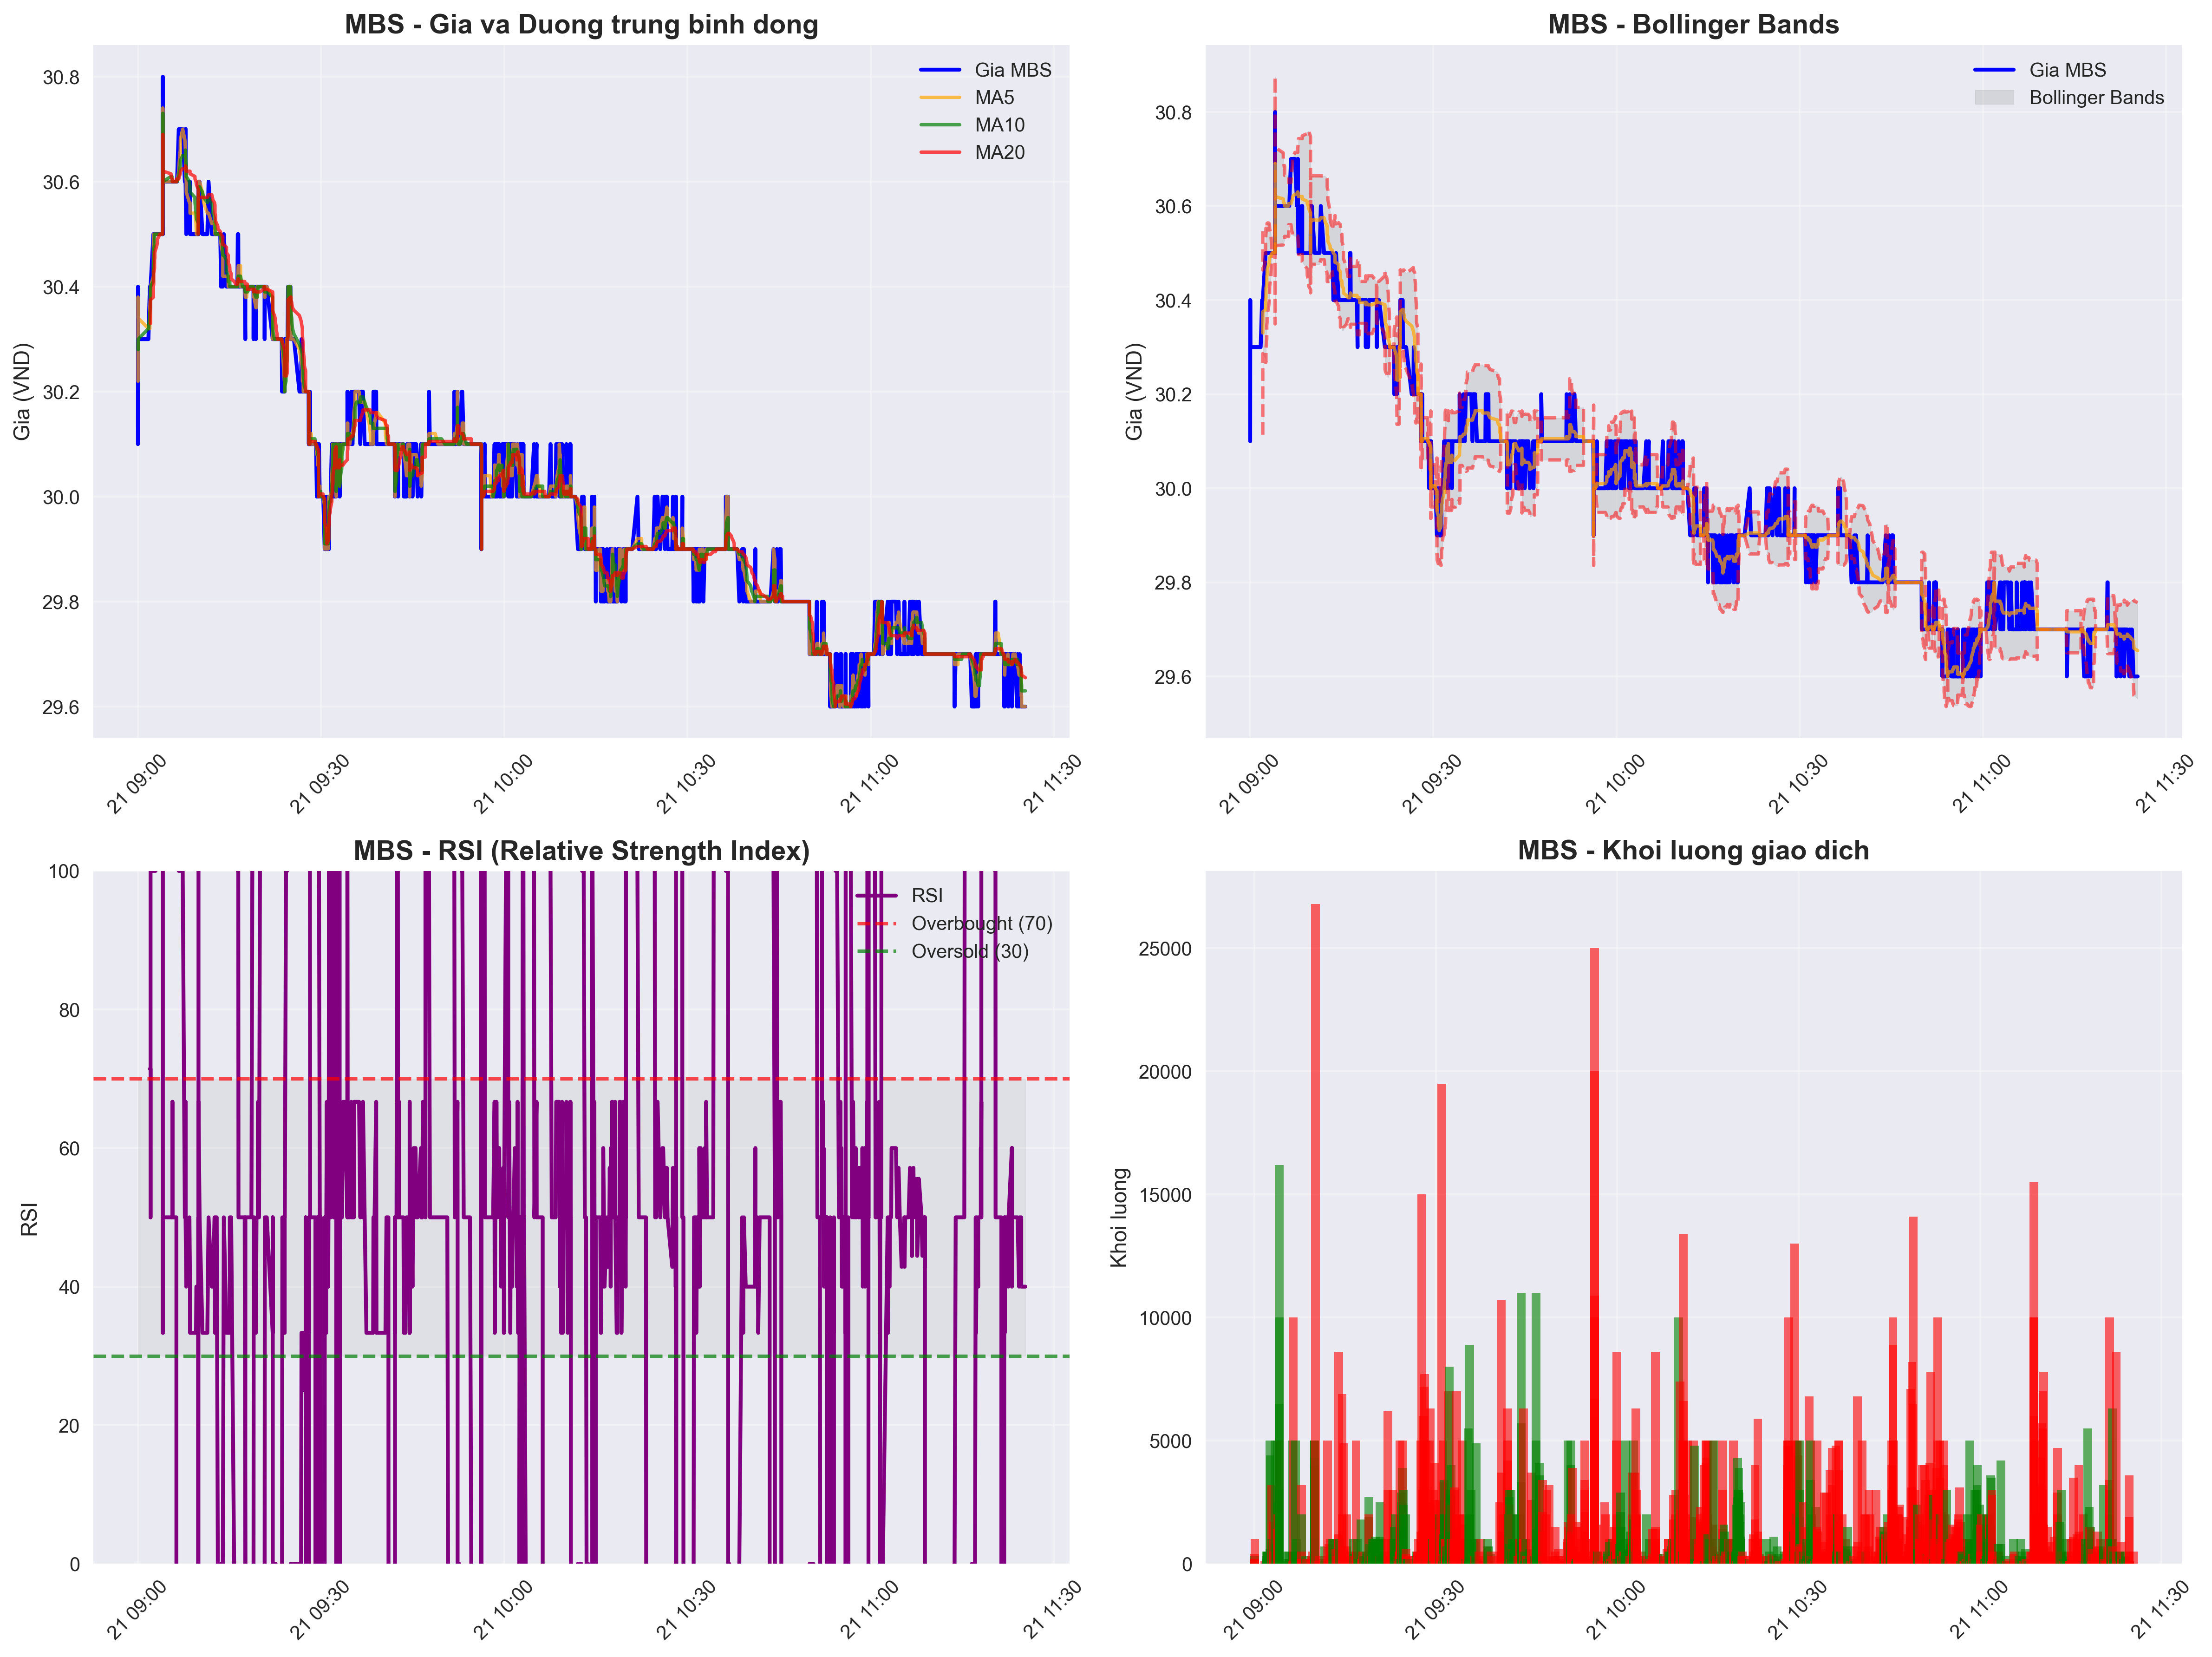 MBS - Gia va Duong trung binh dong
Gia (VND)
30.8
30.6
30.4
30.2
30.0
29.8
29.6
Gia MBS
MA5
MA10
MA20
21 09:00
21 09:30
21 10:00
21 10:30
21 11:00
21 11:30
MBS - Bollinger Bands
Gia (VND)
30.8
30.6
30.4
30.2
30.0
29.8
29.6
Gia MBS
Bollinger Bands
21 09:00
21 09:30
21 10:00
21 10:30
21 11:00
21 11:30
MBS - RSI (Relative Strength Index)
RSI
100
80
60
40
20
0
RSI
Overbought (70)
Oversold (30)
21 09:00
21 09:30
21 10:00
21 10:30
21 11:00
21 11:30
MBS - Khoi luong giao dich
Khoi luong
25000
20000
15000
10000
5000
0
21 09:00
21 09:30
21 10:00
21 10:30
21 11:00
21 11:30